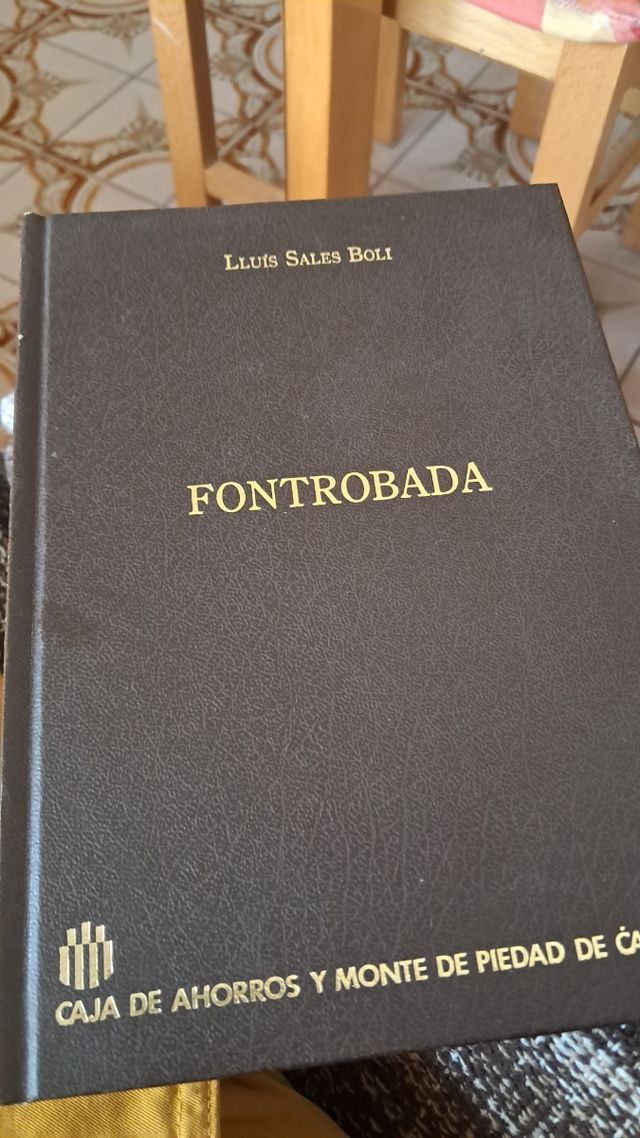 LLUÍS SALES BOLI
FONTROBADA
CAJA DE AHORROS Y MONTE DE PIEDAD DE